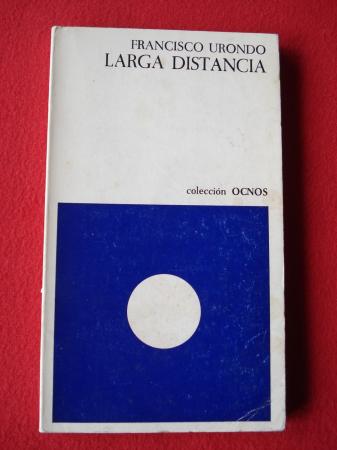 FRANCISCO URONDO
LARGA DISTANCIA
colección OCNOS